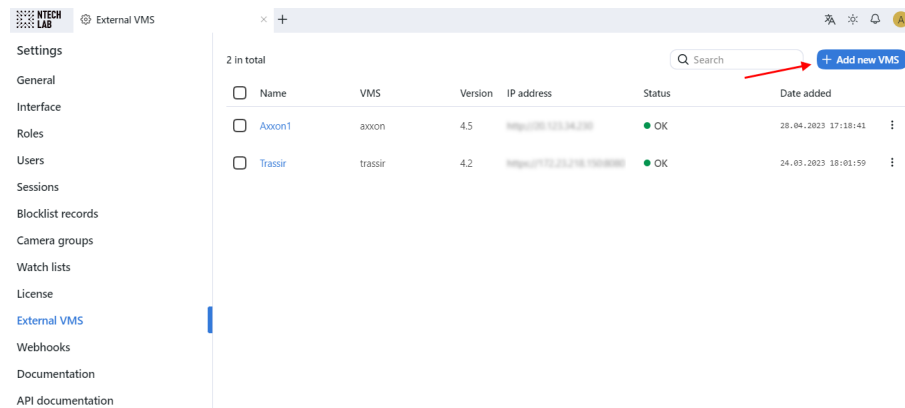 NTECH LAB External VMS
Settings
General
Interface
Roles
Users
Sessions
Blocklist records
Camera groups
Watch lists
License
External VMS
Webhooks
Documentation
API documentation
2 in total Search + Add new VMS
Name VMS Version IP address Status Date added
Axxon1 axxon 4.5 OK 28.04.2023 17:18:41
Trassir trassir 4.2 OK 24.03.2023 18:01:59